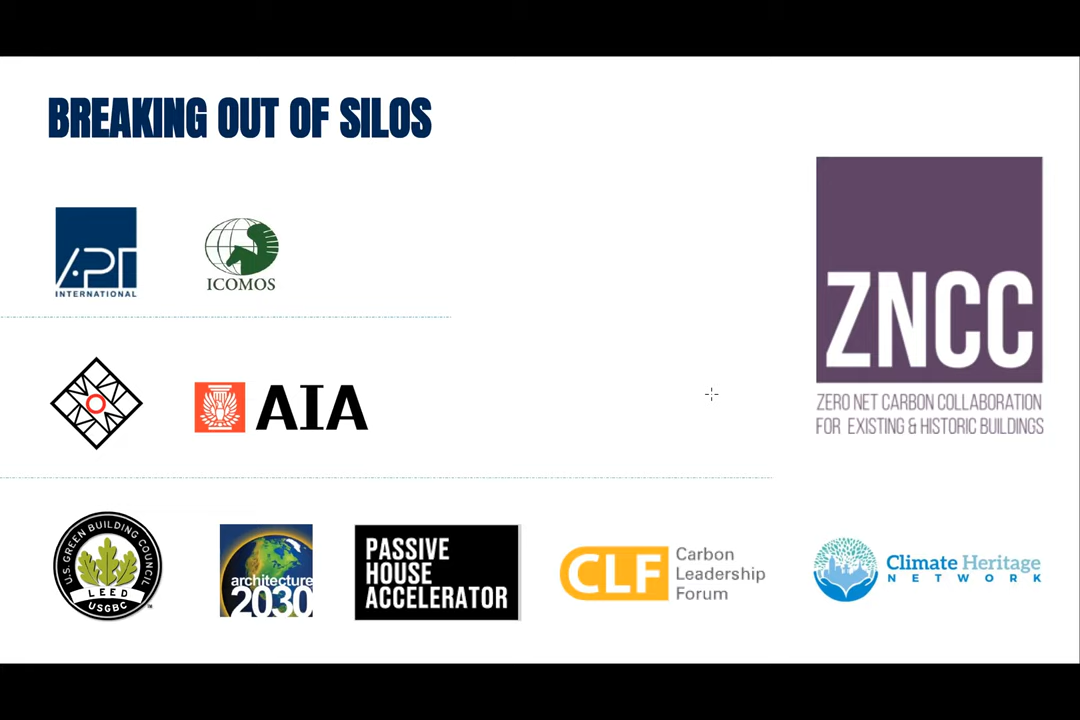 BREAKING OUT OF SILOS
API
INTERNATIONAL
ICOMOS
ZNCC
ZERO NET CARBON COLLABORATION
FOR EXISTING & HISTORIC BUILDINGS
AIA
U.S. GREEN BUILDING COUNCIL
LEED
USGBC
architecture
2030
PASSIVE
HOUSE
ACCELERATOR
CLF
Carbon
Leadership
Forum
Climate Heritage
NETWORK